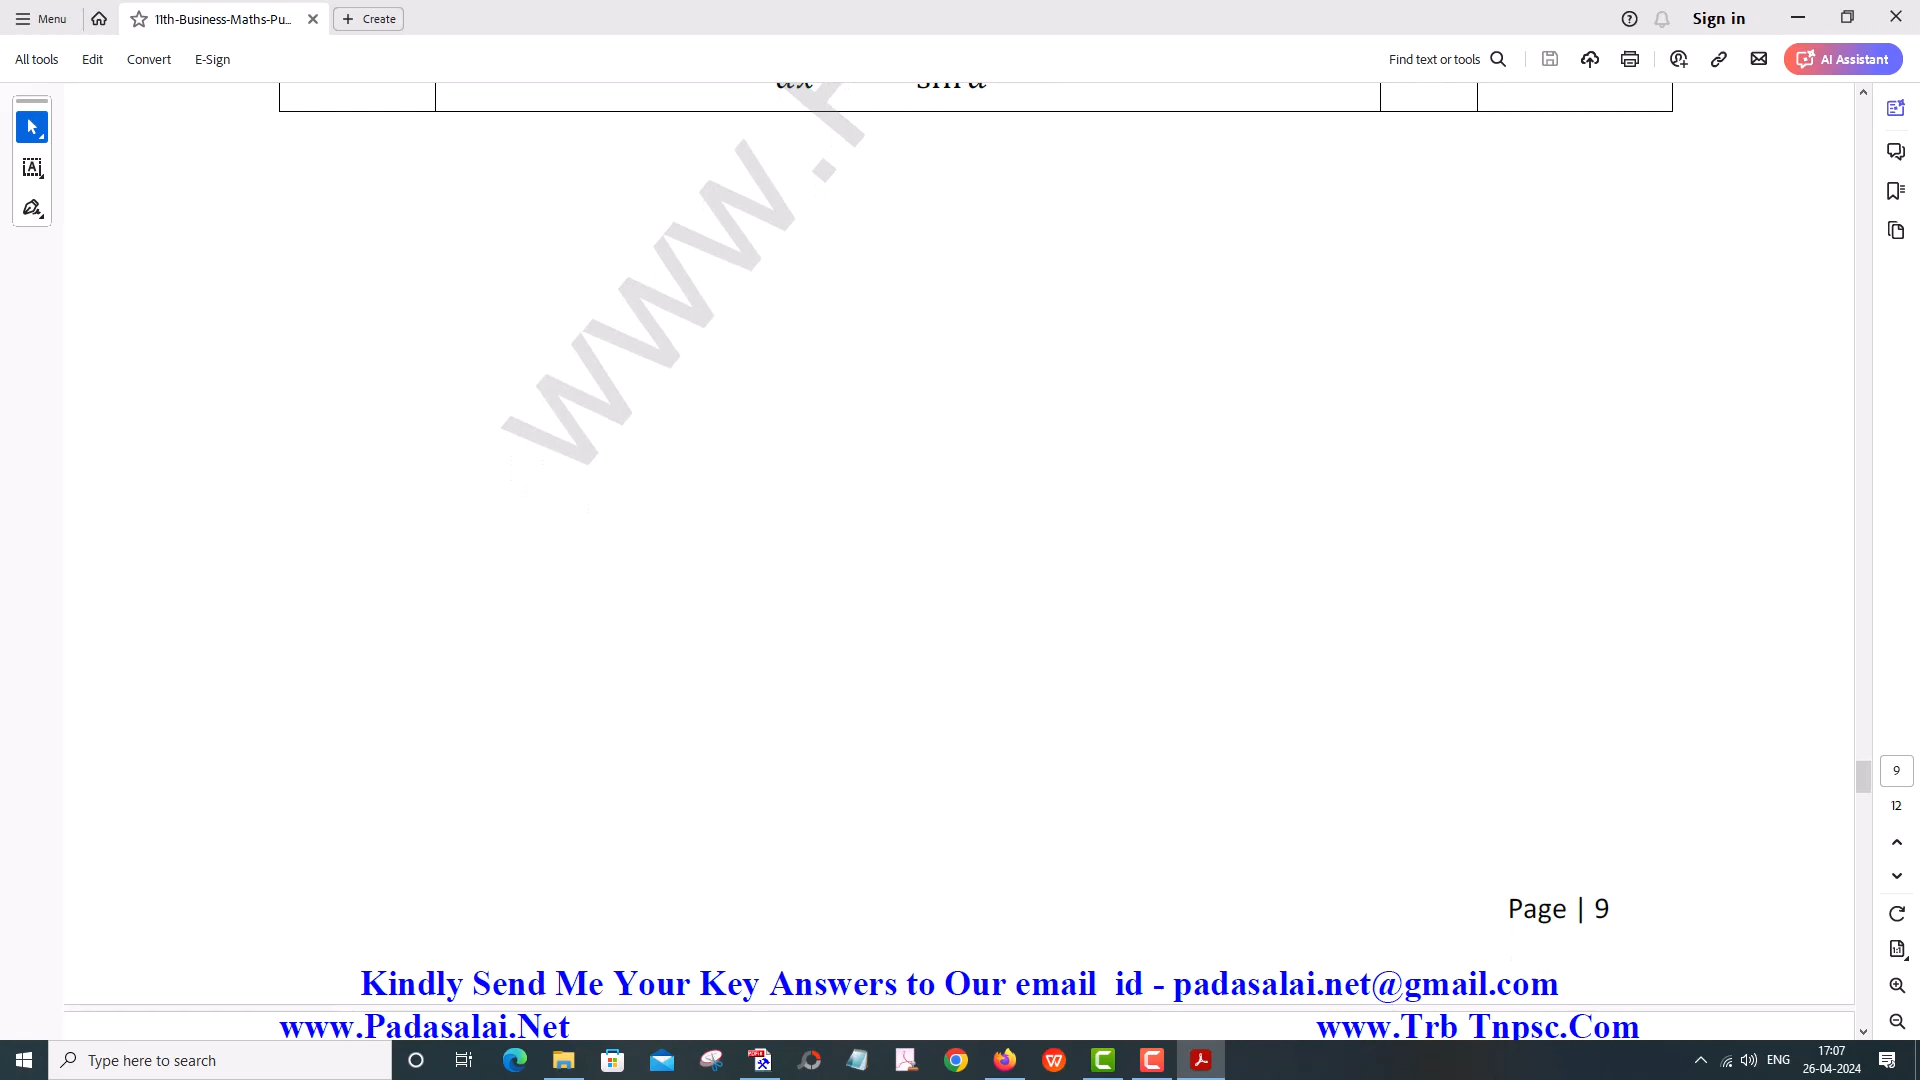 Menu
11th-Business-Maths-Pu...
Create
Sign in
All tools
Edit
Convert
E-Sign
Find text or tools
AI Assistant
www.
9
12
Page | 9
Kindly Send Me Your Key Answers to Our email id - padasalai.net@gmail.com
www.Padasalai.Net
www.Trb Tnpsc.Com
Type here to search
ENG
17:07
26-04-2024